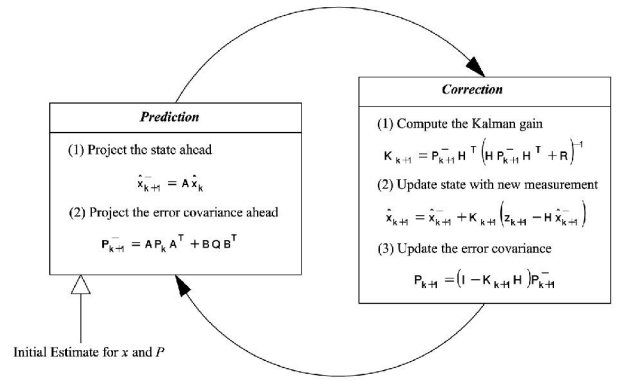 Prediction
(1) Project the state ahead
x̂⁻ₖ₊₁ = A x̂ₖ
(2) Project the error covariance ahead
P⁻ₖ₊₁ = A Pₖ Aᵀ + B Q Bᵀ
Initial Estimate for x and P
Correction
(1) Compute the Kalman gain
Kₖ₊₁ = P⁻ₖ₊₁ Hᵀ (H P⁻ₖ₊₁ Hᵀ + R)⁻¹
(2) Update state with new measurement
x̂ₖ₊₁ = x̂⁻ₖ₊₁ + Kₖ₊₁ (zₖ₊₁ − H x̂⁻ₖ₊₁)
(3) Update the error covariance
Pₖ₊₁ = (I − Kₖ₊₁ H) P⁻ₖ₊₁